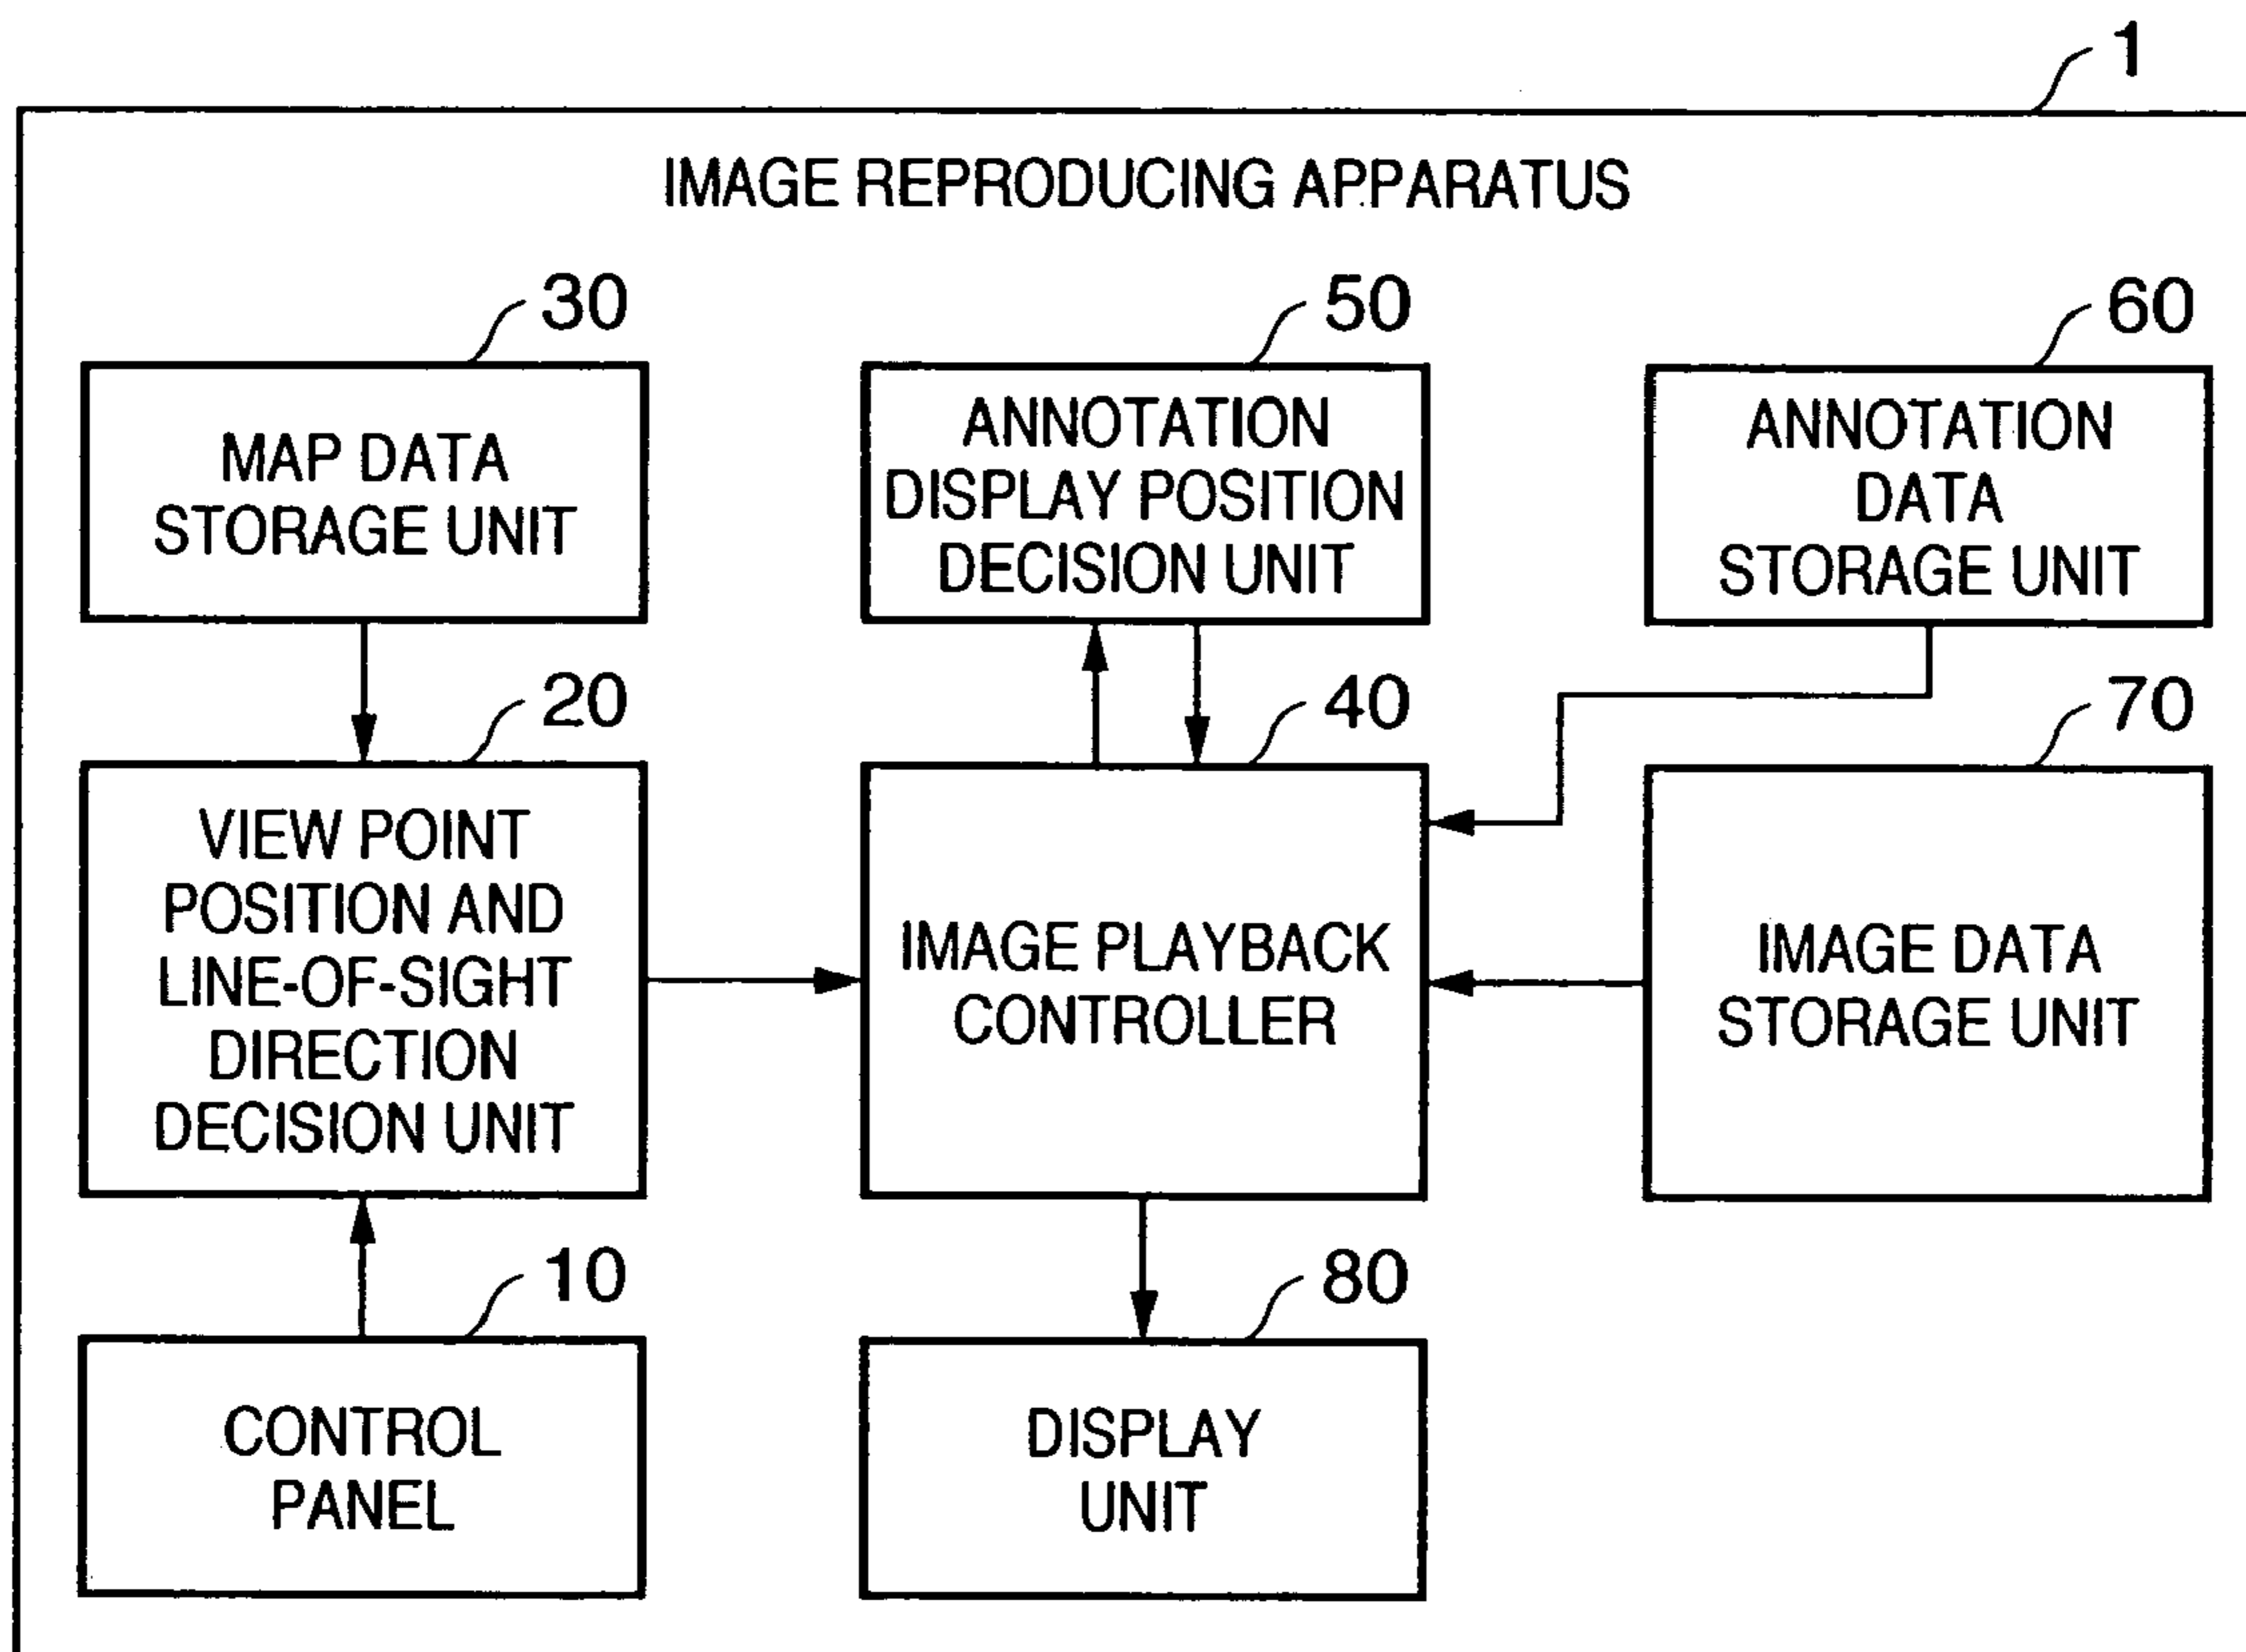 1
IMAGE REPRODUCING APPARATUS
30
MAP DATA
STORAGE UNIT
50
ANNOTATION
DISPLAY POSITION
DECISION UNIT
60
ANNOTATION
DATA
STORAGE UNIT
20
VIEW POINT
POSITION AND
LINE-OF-SIGHT
DIRECTION
DECISION UNIT
40
IMAGE PLAYBACK
CONTROLLER
70
IMAGE DATA
STORAGE UNIT
10
CONTROL
PANEL
80
DISPLAY
UNIT